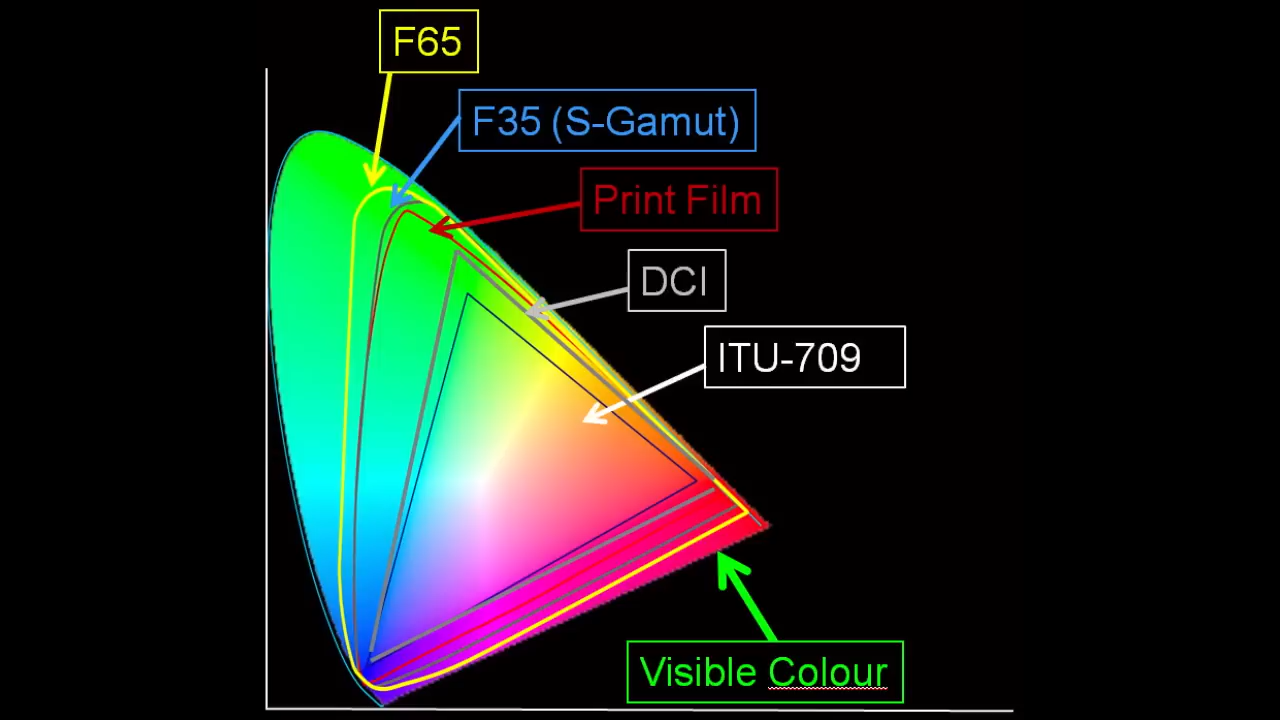 F65
F35 (S-Gamut)
Print Film
DCI
ITU-709
Visible Colour